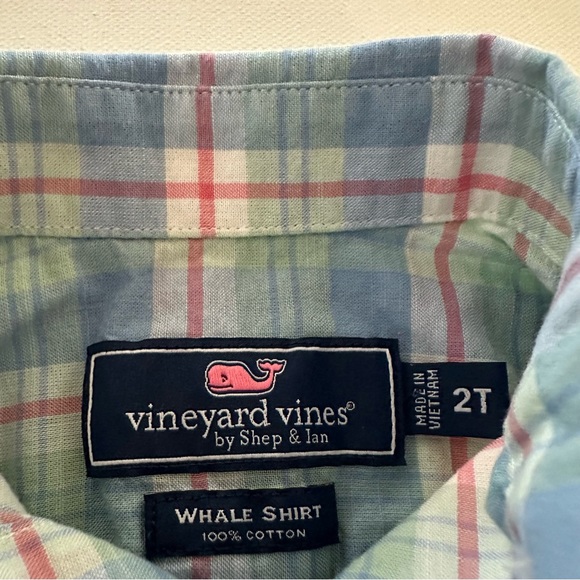 vineyard vines®
by Shep & Ian
MADE IN
VIETNAM
2T
WHALE SHIRT
100% COTTON